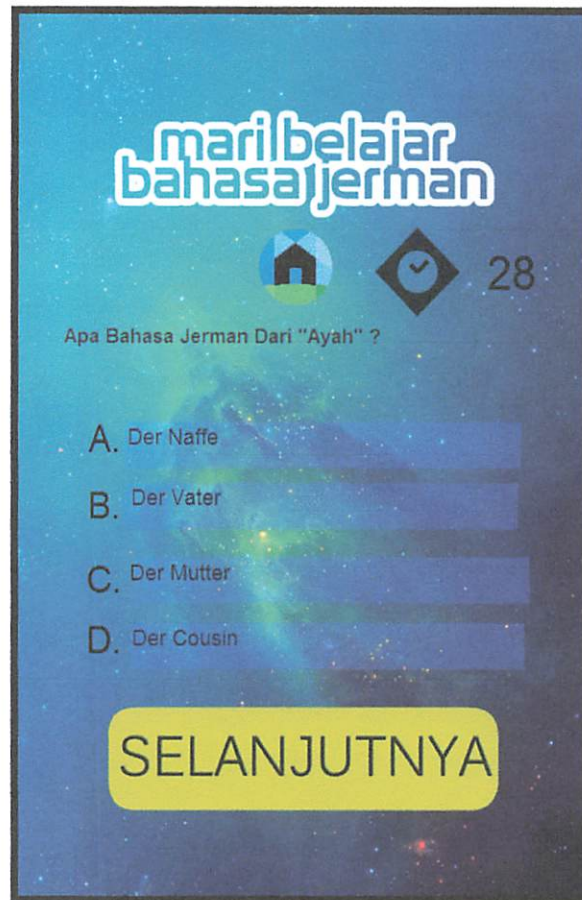 mari belajar
bahasa jerman
28
Apa Bahasa Jerman Dari "Ayah" ?
A. Der Naffe
B. Der Vater
C. Der Mutter
D. Der Cousin
SELANJUTNYA